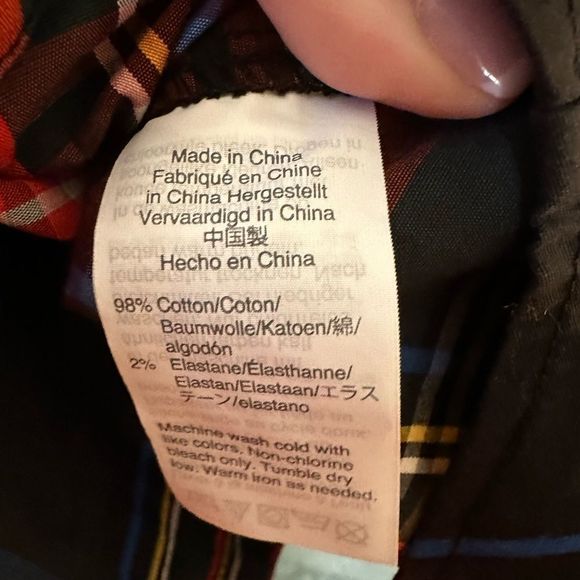 Made in China
Fabriqué en Chine
in China Hergestellt
Vervaardigd in China
中国製
Hecho en China
98% Cotton/Coton/
Baumwolle/Katoen/綿/
algodón
2% Elastane/Élasthanne/
Elastan/Elastaan/エラス
テーン/elastano
Machine wash cold with
like colors. Non-chlorine
bleach only. Tumble dry
low. Warm iron as needed.